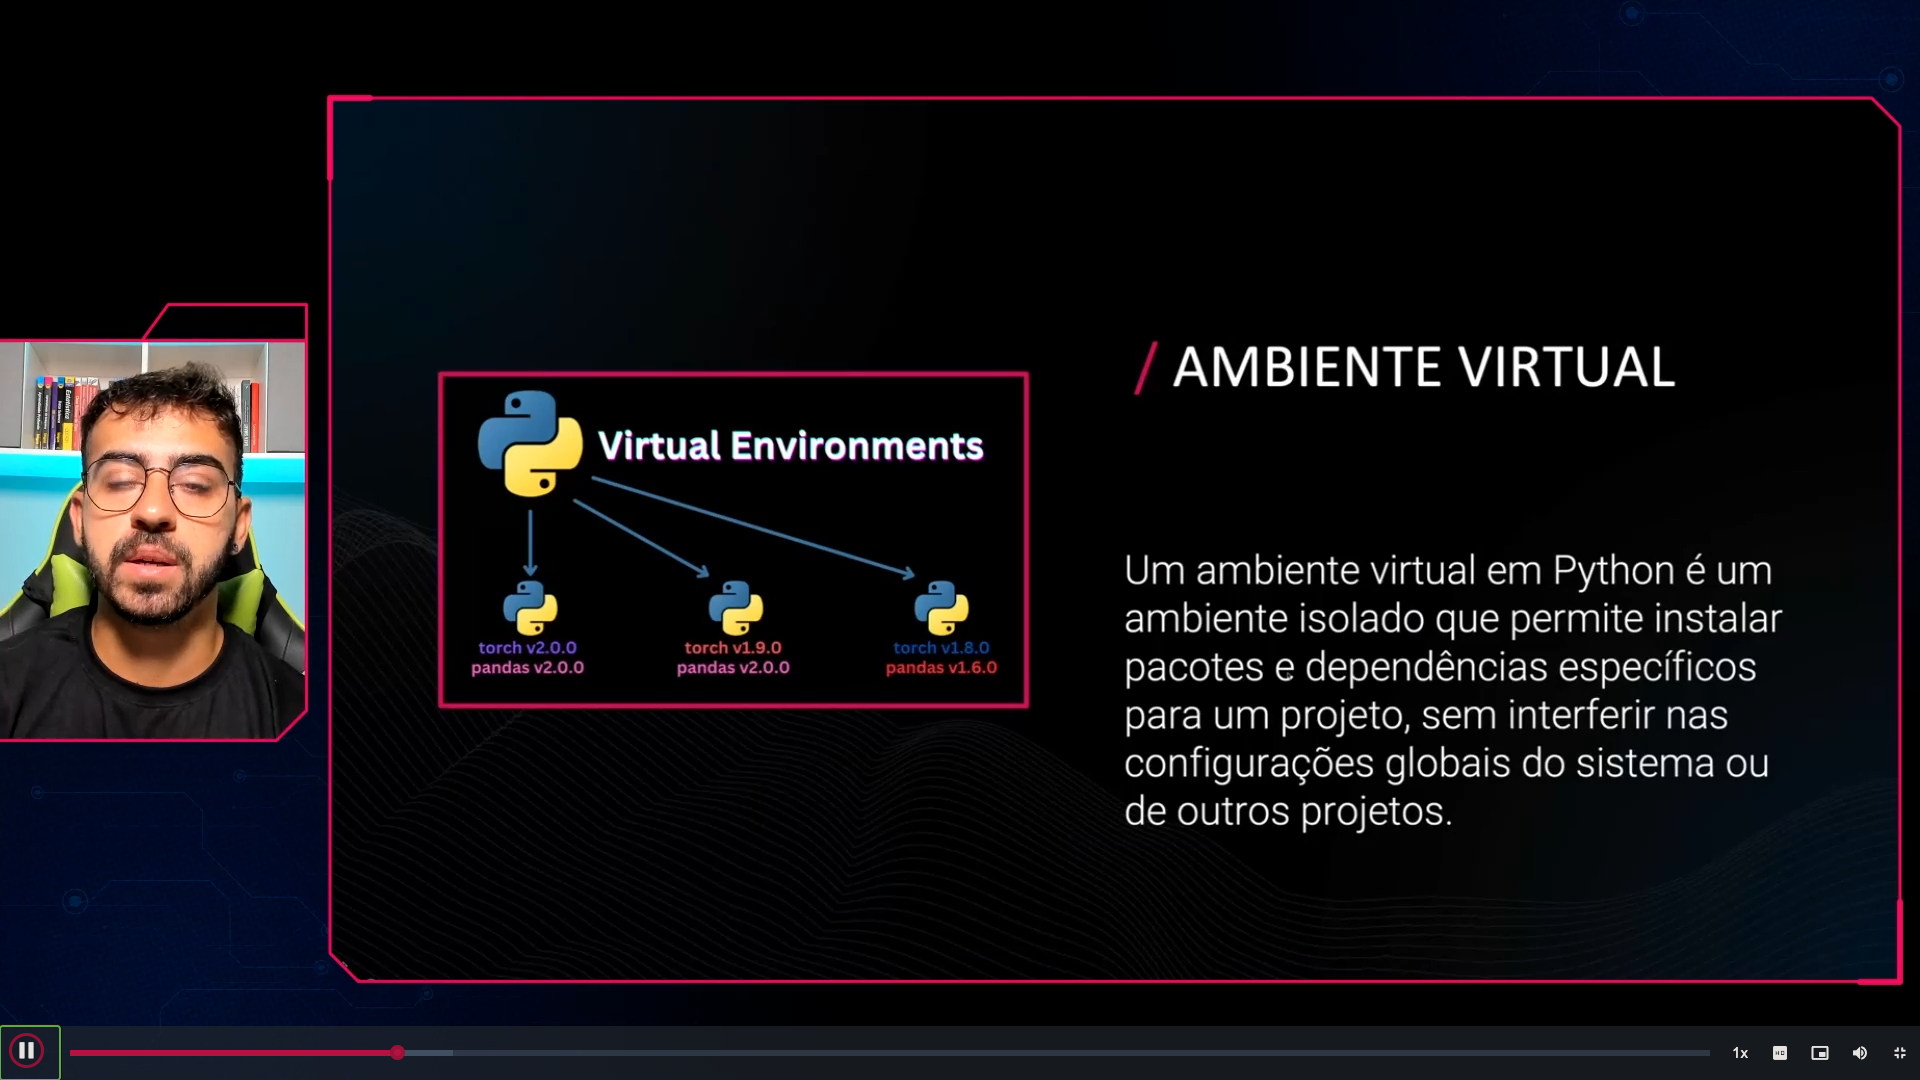 / AMBIENTE VIRTUAL
Virtual Environments
torch v2.0.0
pandas v2.0.0
torch v1.9.0
pandas v2.0.0
torch v1.8.0
pandas v1.6.0
Um ambiente virtual em Python é um
ambiente isolado que permite instalar
pacotes e dependências específicos
para um projeto, sem interferir nas
configurações globais do sistema ou
de outros projetos.
1x